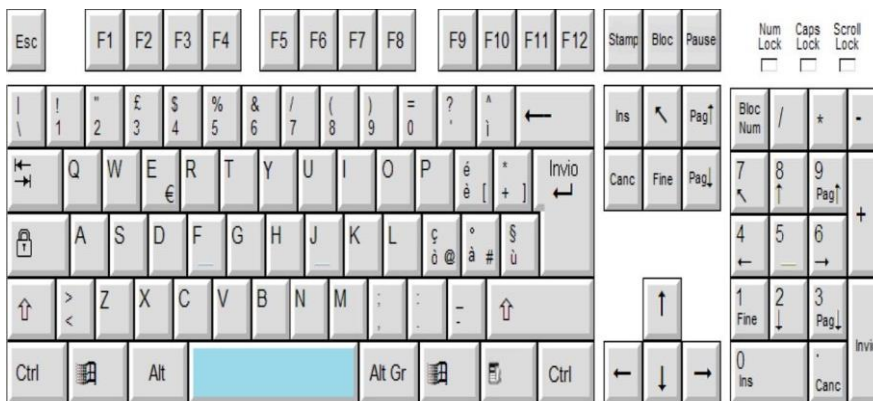 Esc F1 F2 F3 F4 F5 F6 F7 F8 F9 F10 F11 F12 Stamp Bloc Pause Num Lock Caps Lock Scroll Lock
| ! " £ $ % & / ( ) = ? ^
\ 1 2 3 4 5 6 7 8 9 0 ' ì ← Ins ↖ Pag↑ Bloc Num / * -
Q W E € R T Y U I O P é è [ * + ] Invio ↵ Canc Fine Pag↓ 7 ↖ 8 ↑ 9 Pag↑ +
A S D F G H J K L ç ò @ ° à # § ù 4 ← 5 6 →
⇧ > < Z X C V B N M ; , : . _ - ⇧ ↑ 1 Fine 2 ↓ 3 Pag↓ Invio
Ctrl Alt Alt Gr Ctrl ← ↓ → 0 Ins . Canc